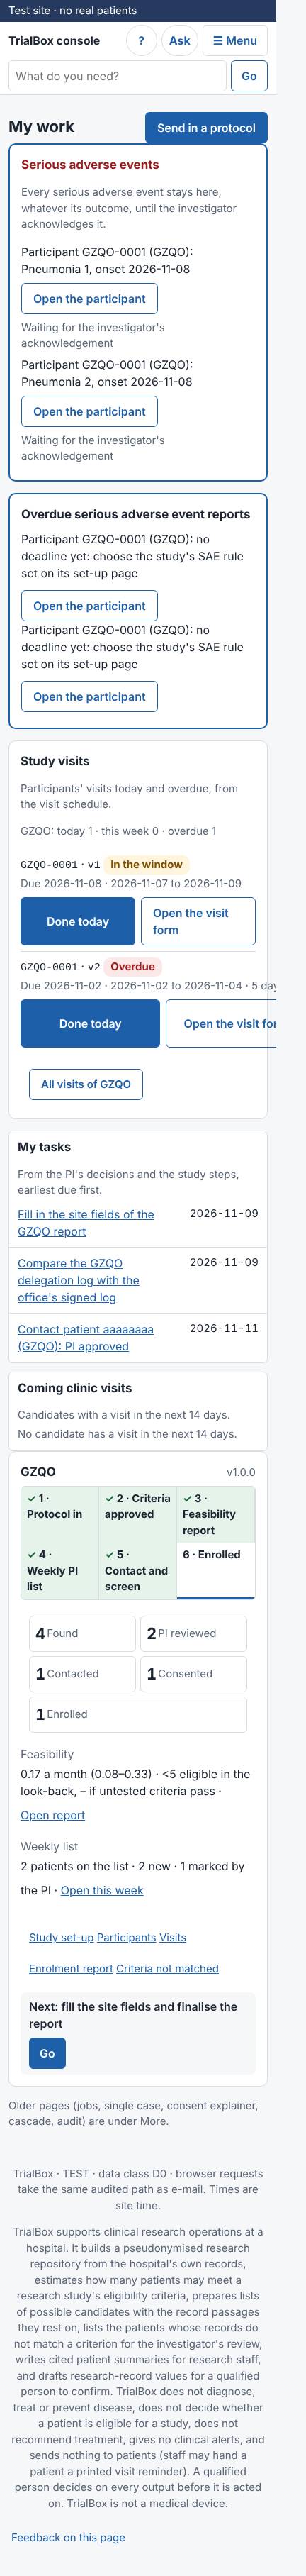 Test site · no real patients
TrialBox console
?
Ask
☰ Menu
What do you need?
Go
My work
Send in a protocol
Serious adverse events
Every serious adverse event stays here,
whatever its outcome, until the investigator
acknowledges it.
Participant GZQO-0001 (GZQO):
Pneumonia 1, onset 2026-11-08
Open the participant
Waiting for the investigator's
acknowledgement
Participant GZQO-0001 (GZQO):
Pneumonia 2, onset 2026-11-08
Open the participant
Waiting for the investigator's
acknowledgement
Overdue serious adverse event reports
Participant GZQO-0001 (GZQO): no
deadline yet: choose the study's SAE rule
set on its set-up page
Open the participant
Participant GZQO-0001 (GZQO): no
deadline yet: choose the study's SAE rule
set on its set-up page
Open the participant
Study visits
Participants' visits today and overdue, from
the visit schedule.
GZQO: today 1 · this week 0 · overdue 1
GZQO-0001 · v1 In the window
Due 2026-11-08 · 2026-11-07 to 2026-11-09
Done today
Open the visit
form
GZQO-0001 · v2 Overdue
Due 2026-11-02 · 2026-11-02 to 2026-11-04 · 5 day
Done today
Open the visit for
All visits of GZQO
My tasks
From the PI's decisions and the study steps,
earliest due first.
Fill in the site fields of the
GZQO report
2026-11-09
Compare the GZQO
delegation log with the
office's signed log
2026-11-09
Contact patient aaaaaaaa
(GZQO): PI approved
2026-11-11
Coming clinic visits
Candidates with a visit in the next 14 days.
No candidate has a visit in the next 14 days.
GZQO
v1.0.0
✓ 1 ·
Protocol in
✓ 2 · Criteria
approved
✓ 3 ·
Feasibility
report
✓ 4 ·
Weekly PI
list
✓ 5 ·
Contact and
screen
6 · Enrolled
4 Found
2 PI reviewed
1 Contacted
1 Consented
1 Enrolled
Feasibility
0.17 a month (0.08–0.33) · <5 eligible in the
look-back, – if untested criteria pass ·
Open report
Weekly list
2 patients on the list · 2 new · 1 marked by
the PI · Open this week
Study set-up Participants Visits
Enrolment report Criteria not matched
Next: fill the site fields and finalise the
report
Go
Older pages (jobs, single case, consent explainer,
cascade, audit) are under More.
TrialBox · TEST · data class D0 · browser requests
take the same audited path as e-mail. Times are
site time.
TrialBox supports clinical research operations at a
hospital. It builds a pseudonymised research
repository from the hospital's own records,
estimates how many patients may meet a
research study's eligibility criteria, prepares lists
of possible candidates with the record passages
they rest on, lists the patients whose records do
not match a criterion for the investigator's review,
writes cited patient summaries for research staff,
and drafts research-record values for a qualified
person to confirm. TrialBox does not diagnose,
treat or prevent disease, does not decide whether
a patient is eligible for a study, does not
recommend treatment, gives no clinical alerts, and
sends nothing to patients (staff may hand a
patient a printed visit reminder). A qualified
person decides on every output before it is acted
on. TrialBox is not a medical device.
Feedback on this page